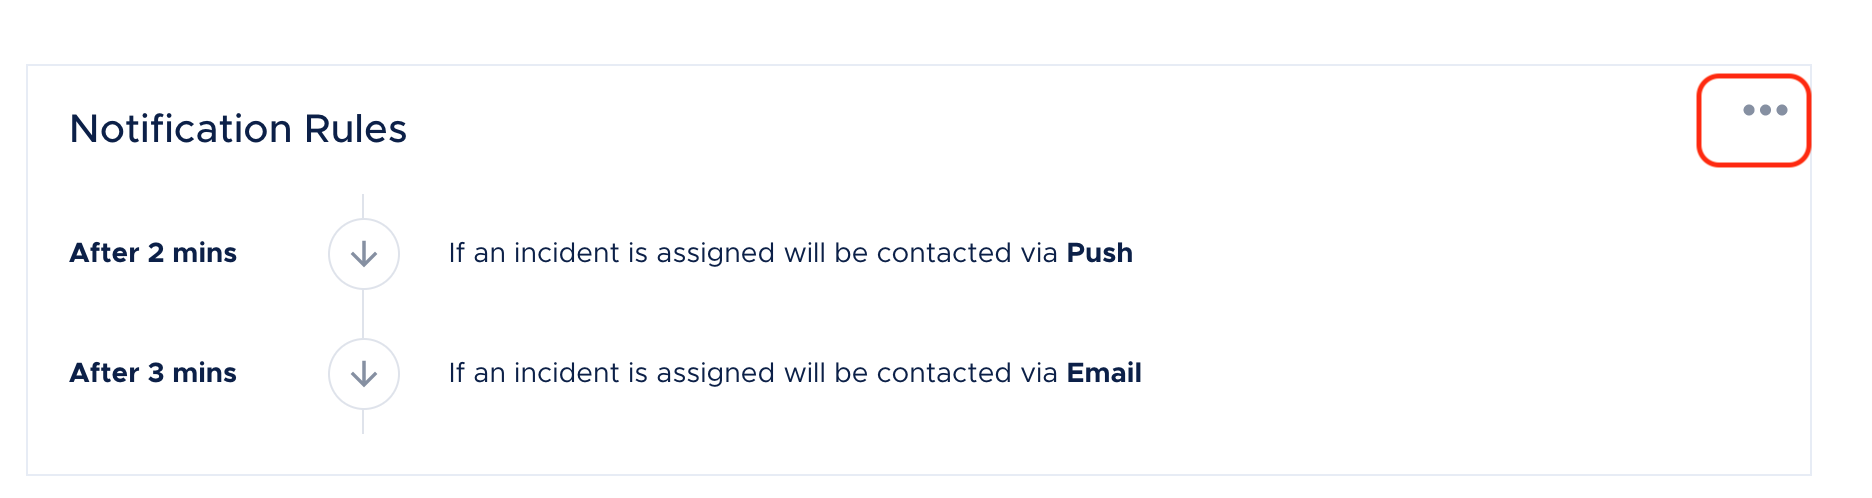 Notification Rules
After 2 mins If an incident is assigned will be contacted via Push
After 3 mins If an incident is assigned will be contacted via Email